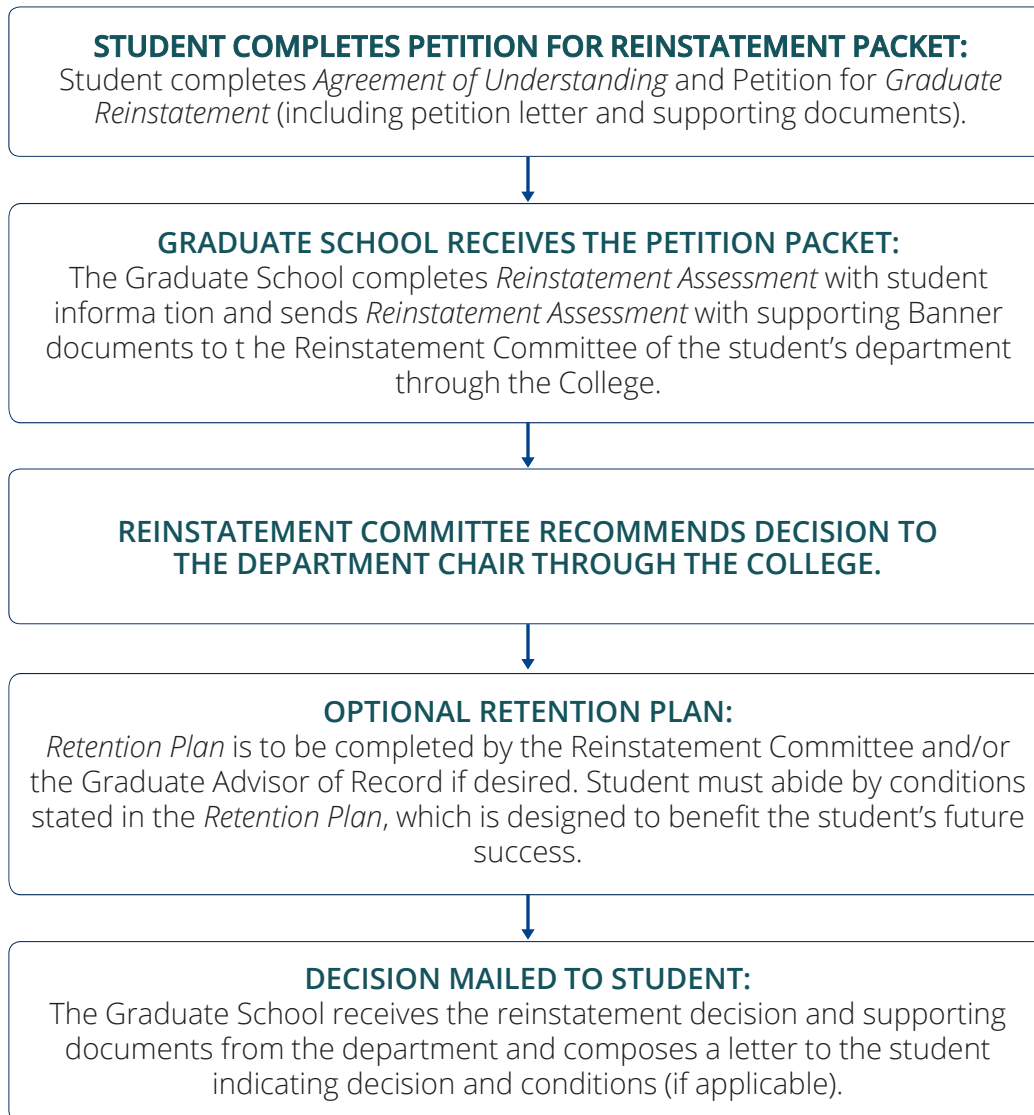 STUDENT COMPLETES PETITION FOR REINSTATEMENT PACKET:
Student completes Agreement of Understanding and Petition for Graduate
Reinstatement (including petition letter and supporting documents).
GRADUATE SCHOOL RECEIVES THE PETITION PACKET:
The Graduate School completes Reinstatement Assessment with student
informa tion and sends Reinstatement Assessment with supporting Banner
documents to t he Reinstatement Committee of the student’s department
through the College.
REINSTATEMENT COMMITTEE RECOMMENDS DECISION TO
THE DEPARTMENT CHAIR THROUGH THE COLLEGE.
OPTIONAL RETENTION PLAN:
Retention Plan is to be completed by the Reinstatement Committee and/or
the Graduate Advisor of Record if desired. Student must abide by conditions
stated in the Retention Plan, which is designed to benefit the student’s future
success.
DECISION MAILED TO STUDENT:
The Graduate School receives the reinstatement decision and supporting
documents from the department and composes a letter to the student
indicating decision and conditions (if applicable).